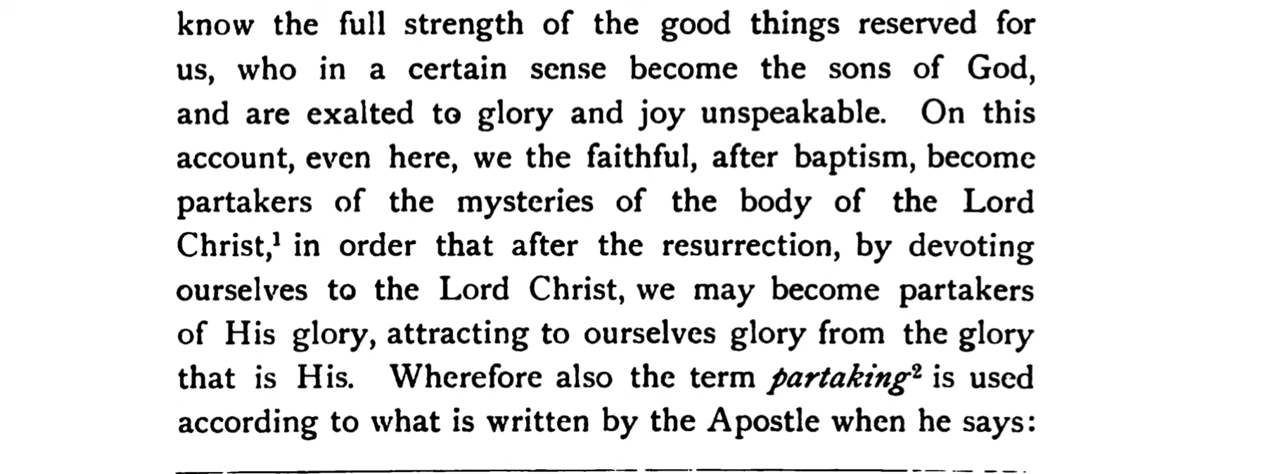 know the full strength of the good things reserved for
us, who in a certain sense become the sons of God,
and are exalted to glory and joy unspeakable. On this
account, even here, we the faithful, after baptism, become
partakers of the mysteries of the body of the Lord
Christ,¹ in order that after the resurrection, by devoting
ourselves to the Lord Christ, we may become partakers
of His glory, attracting to ourselves glory from the glory
that is His. Wherefore also the term partaking² is used
according to what is written by the Apostle when he says: